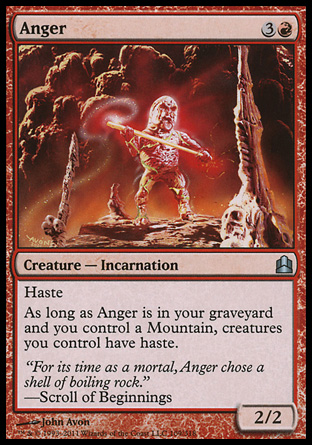 Anger 3
Creature — Incarnation
Haste
As long as Anger is in your graveyard
and you control a Mountain, creatures
you control have haste.
“For its time as a mortal, Anger chose a
shell of boiling rock.”
—Scroll of Beginnings
John Avon
2/2